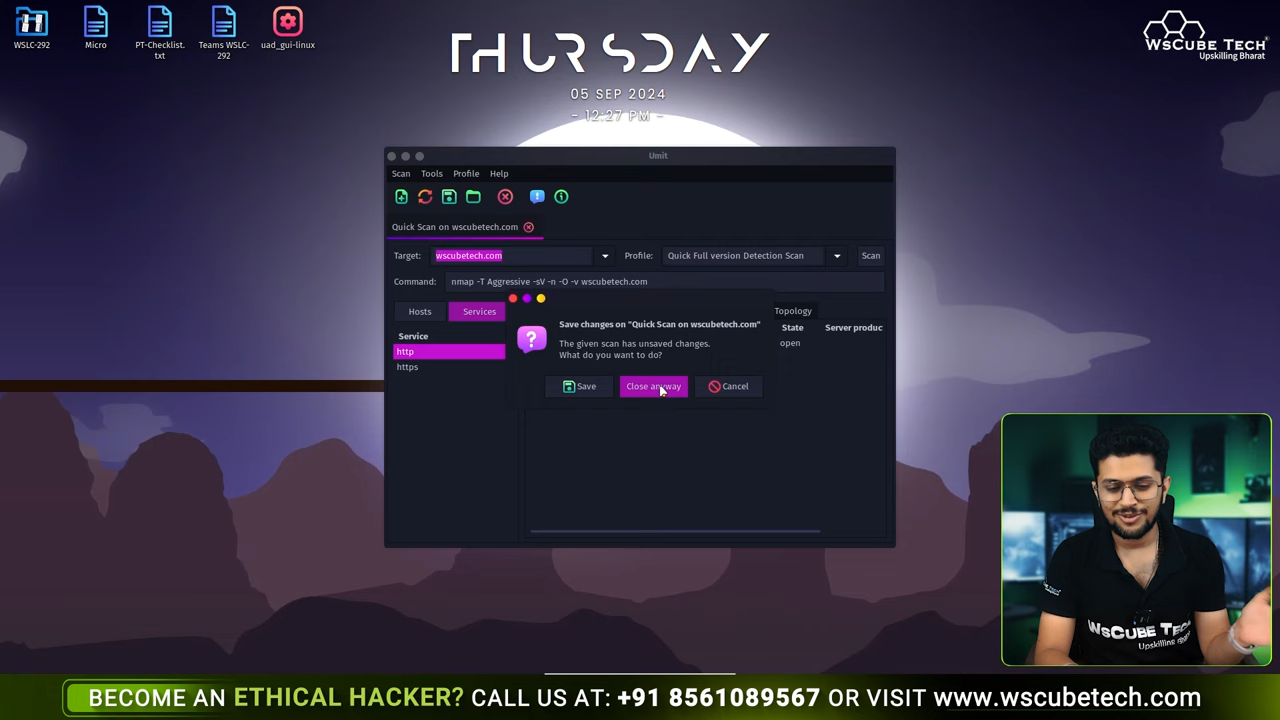 WSLC-292
Micro
PT-Checklist.
txt
Teams WSLC-
292
uad_gui-linux
THURSDAY
05 SEP 2024
- 12:27 PM -
WSCUBE TECH
Upskilling Bharat
Umit
Scan Tools Profile Help
Quick Scan on wscubetech.com
Target: wscubetech.com Profile: Quick Full version Detection Scan Scan
Command: nmap -T Aggressive -sV -n -O -v wscubetech.com
Hosts Services Topology
Service State Server produc
http open
https
Save changes on "Quick Scan on wscubetech.com"
The given scan has unsaved changes.
What do you want to do?
Save Close anyway Cancel
WSCUBE TECH
Upskilling Bharat
BECOME AN ETHICAL HACKER? CALL US AT: +91 8561089567 OR VISIT www.wscubetech.com